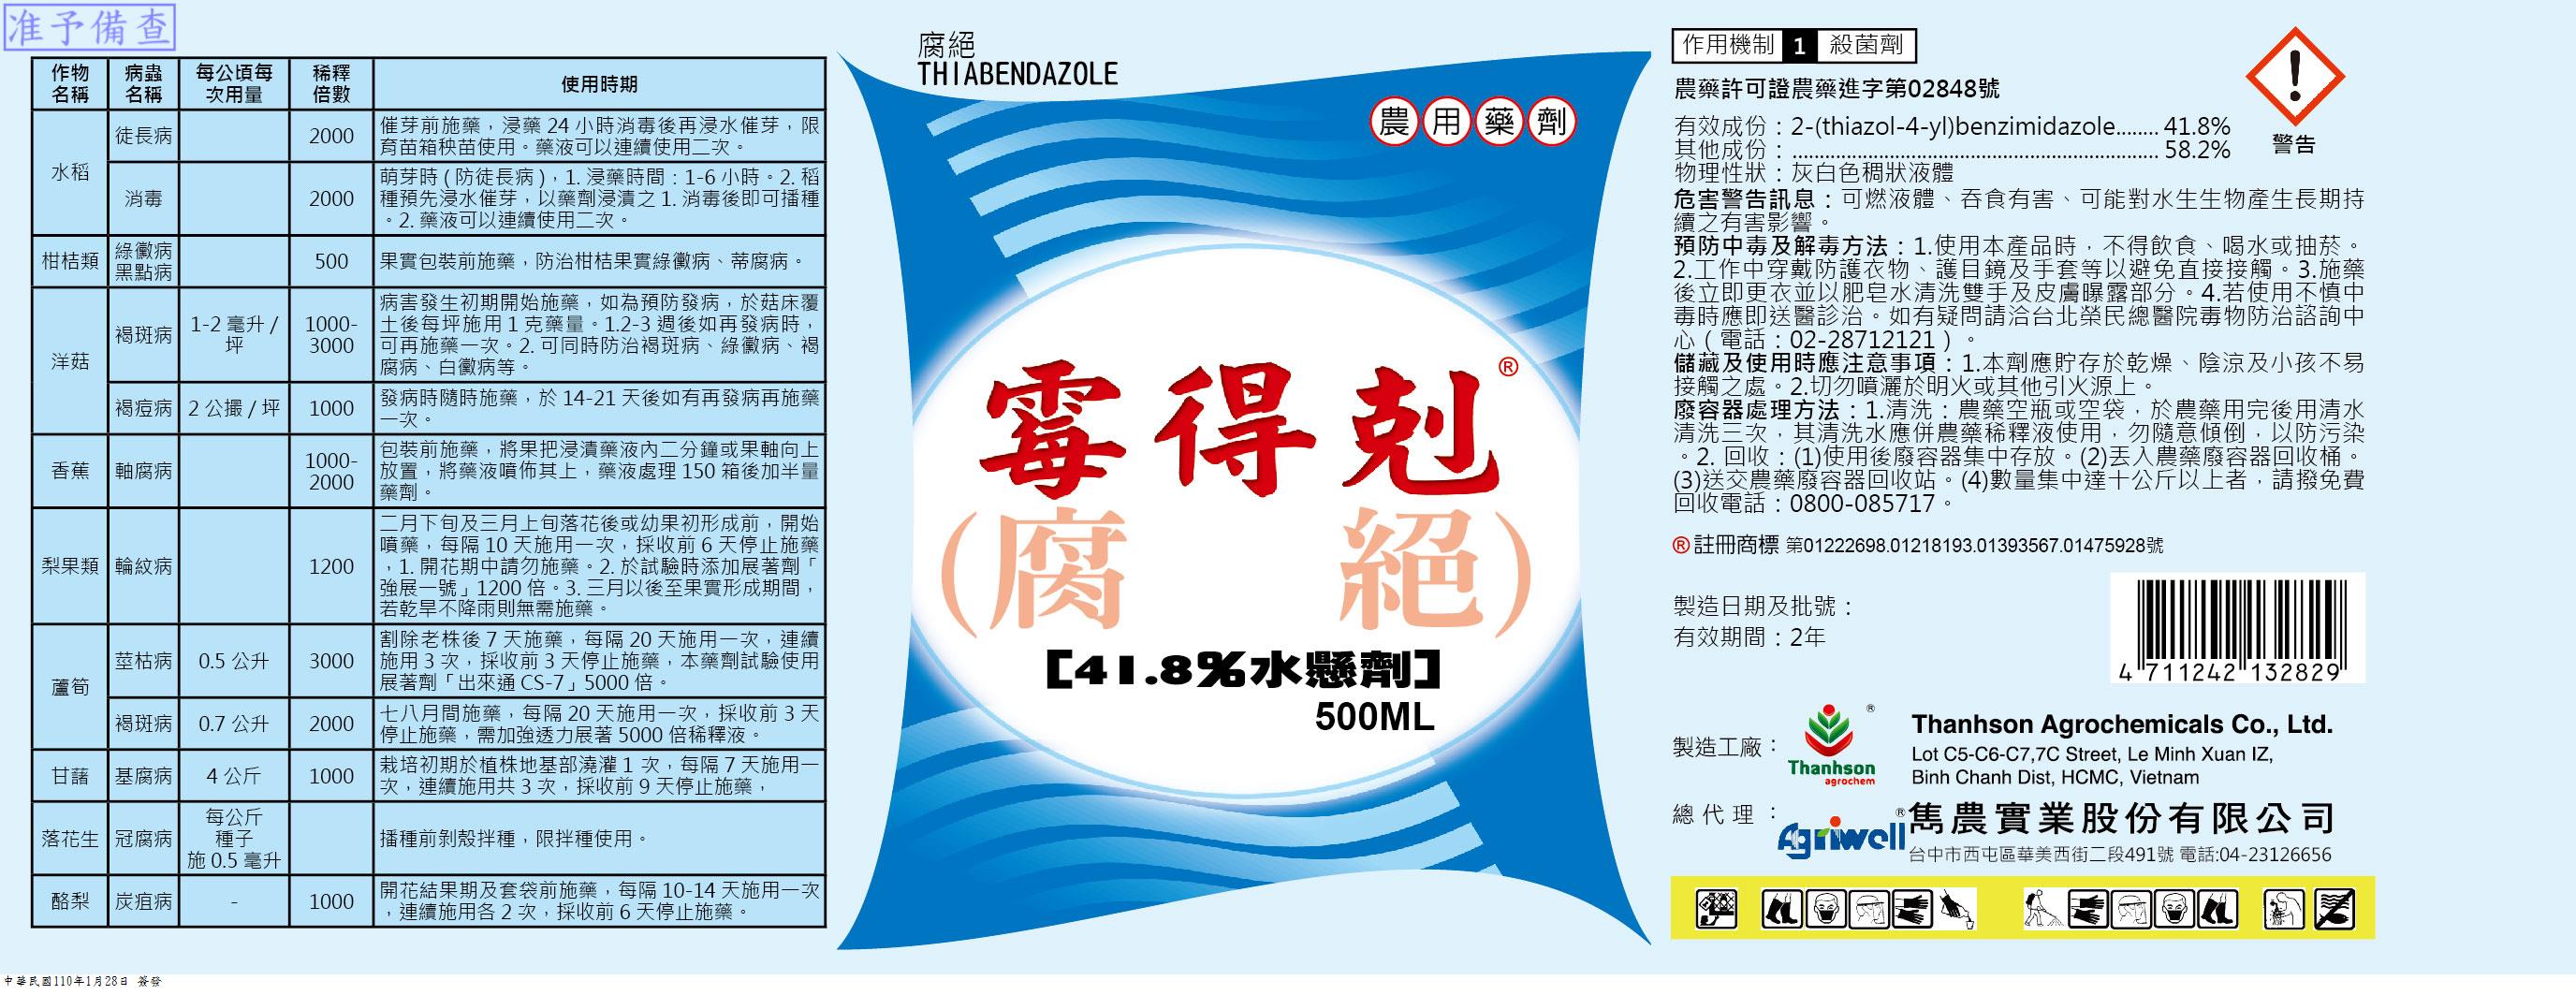 准予備查
作物名稱 病蟲名稱 每公頃每次用量 稀釋倍數 使用時期
水稻
徒長病 2000
催芽前施藥，浸藥 24 小時消毒後再浸水催芽，限
育苗箱秧苗使用。藥液可以連續使用二次。
消毒 2000
萌芽時 ( 防徒長病 )，1. 浸藥時間：1-6 小時。2. 稻
種預先浸水催芽，以藥劑浸漬之 1. 消毒後即可播種
。2. 藥液可以連續使用二次。
柑桔類
綠黴病
黑點病
500 果實包裝前施藥，防治柑桔果實綠黴病、蒂腐病。
洋菇
褐斑病
1-2 毫升 /
坪
1000-
3000
病害發生初期開始施藥，如為預防發病，於菇床覆
土後每坪施用 1 克藥量。1.2-3 週後如再發病時，
可再施藥一次。2. 可同時防治褐斑病、綠黴病、褐
腐病、白黴病等。
褐痘病 2 公撮 / 坪 1000
發病時隨時施藥，於 14-21 天後如有再發病再施藥
一次。
香蕉 軸腐病
1000-
2000
包裝前施藥，將果把浸漬藥液內二分鐘或果軸向上
放置，將藥液噴佈其上，藥液處理 150 箱後加半量
藥劑。
梨果類 輪紋病 1200
二月下旬及三月上旬落花後或幼果初形成前，開始
噴藥，每隔 10 天施用一次，採收前 6 天停止施藥
，1. 開花期中請勿施藥。2. 於試驗時添加展著劑「
強展一號」1200 倍。3. 三月以後至果實形成期間，
若乾旱不降雨則無需施藥。
蘆筍
莖枯病 0.5 公升 3000
割除老株後 7 天施藥，每隔 20 天施用一次，連續
施用 3 次，採收前 3 天停止施藥，本藥劑試驗使用
展著劑「出來通 CS-7」5000 倍。
褐斑病 0.7 公升 2000
七八月間施藥，每隔 20 天施用一次，採收前 3 天
停止施藥，需加強透力展著 5000 倍稀釋液。
甘藷 基腐病 4 公斤 1000
栽培初期於植株地基部澆灌 1 次，每隔 7 天施用一
次，連續施用共 3 次，採收前 9 天停止施藥，
落花生 冠腐病
每公斤
種子
施 0.5 毫升
播種前剝殼拌種，限拌種使用。
酪梨 炭疽病 - 1000
開花結果期及套袋前施藥，每隔 10-14 天施用一次
，連續施用各 2 次，採收前 6 天停止施藥。
中華民國110年1月28日 簽發
腐絕
THIABENDAZOLE
農用藥劑
霉得剋®
(腐絕)
[41.8%水懸劑]
500ML
作用機制 1 殺菌劑
農藥許可證農藥進字第02848號
有效成份：2-(thiazol-4-yl)benzimidazole........ 41.8%
其他成份：.................................................................. 58.2%
物理性狀：灰白色稠狀液體
警告
危害警告訊息：可燃液體、吞食有害、可能對水生生物產生長期持
續之有害影響。
預防中毒及解毒方法：1.使用本產品時，不得飲食、喝水或抽菸。
2.工作中穿戴防護衣物、護目鏡及手套等以避免直接接觸。3.施藥
後立即更衣並以肥皂水清洗雙手及皮膚曝露部分。4.若使用不慎中
毒時應即送醫診治。如有疑問請洽台北榮民總醫院毒物防治諮詢中
心（電話：02-28712121）。
儲藏及使用時應注意事項：1.本劑應貯存於乾燥、陰涼及小孩不易
接觸之處。2.切勿噴灑於明火或其他引火源上。
廢容器處理方法：1.清洗：農藥空瓶或空袋，於農藥用完後用清水
清洗三次，其清洗水應併農藥稀釋液使用，勿隨意傾倒，以防污染
。2. 回收：(1)使用後廢容器集中存放。(2)丟入農藥廢容器回收桶。
(3)送交農藥廢容器回收站。(4)數量集中達十公斤以上者，請撥免費
回收電話：0800-085717。
®註冊商標 第01222698.01218193.01393567.01475928號
製造日期及批號：
有效期間：2年
4 711242 132829
製造工廠：
®
Thanhson
agrochem
Thanhson Agrochemicals Co., Ltd.
Lot C5-C6-C7,7C Street, Le Minh Xuan IZ,
Binh Chanh Dist, HCMC, Vietnam
總代理：
Agriwell®
雋農實業股份有限公司
台中市西屯區華美西街二段491號 電話:04-23126656